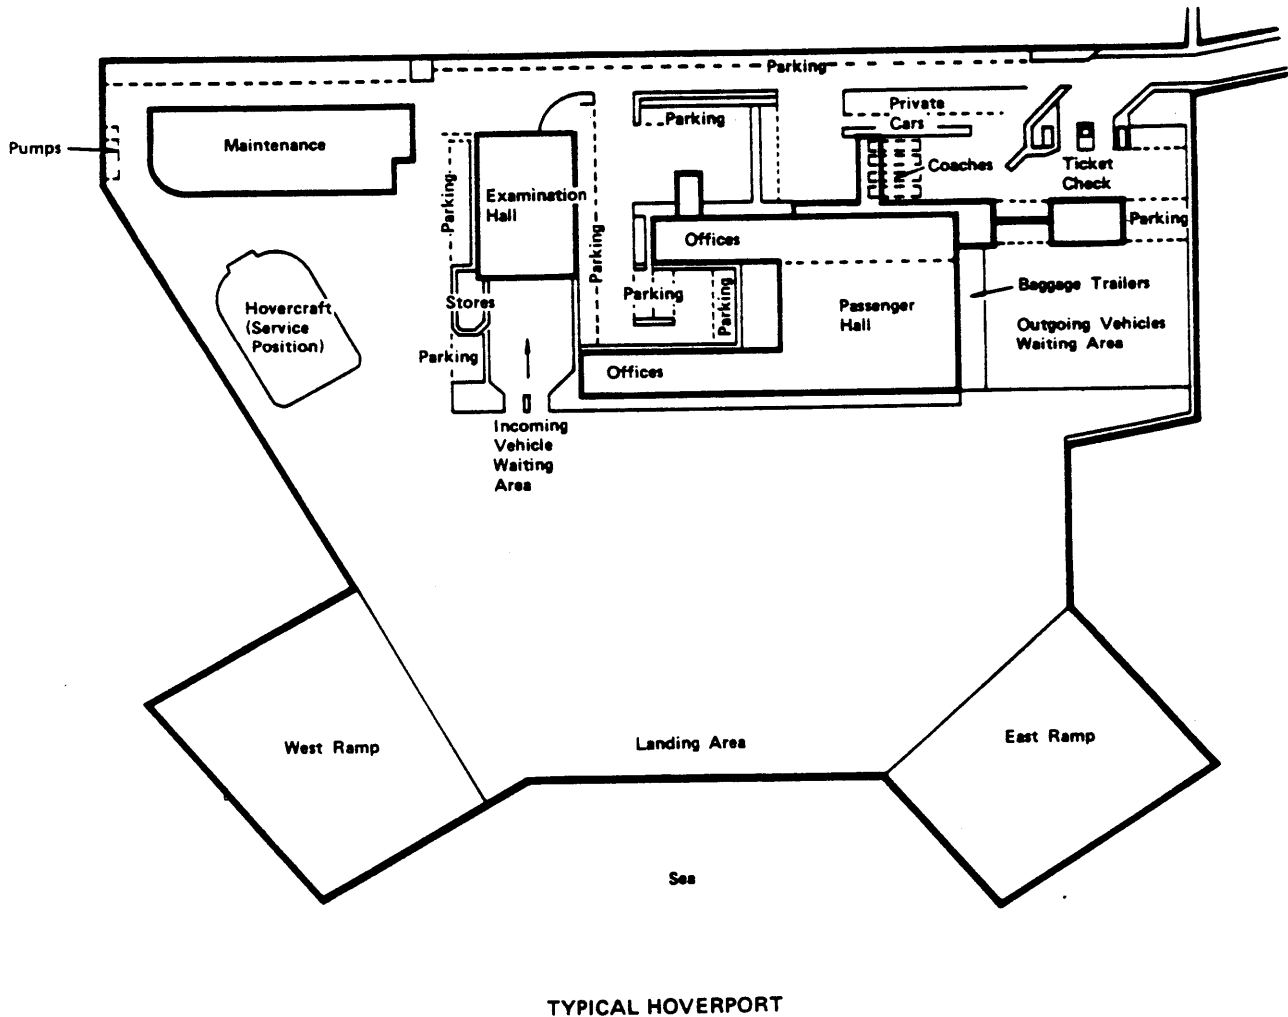 Parking
Private
Cars
Parking
Pumps
Maintenance
Coaches
Ticket
Check
Examination
Hall
Parking
Parking
Parking
Offices
Parking
Baggage Trailers
Parking
Parking
Stores
Passenger
Hall
Hovercraft
(Service
Position)
Outgoing Vehicles
Waiting Area
Parking
Offices
Incoming
Vehicle
Waiting
Area
West Ramp
Landing Area
East Ramp
Sea
TYPICAL HOVERPORT